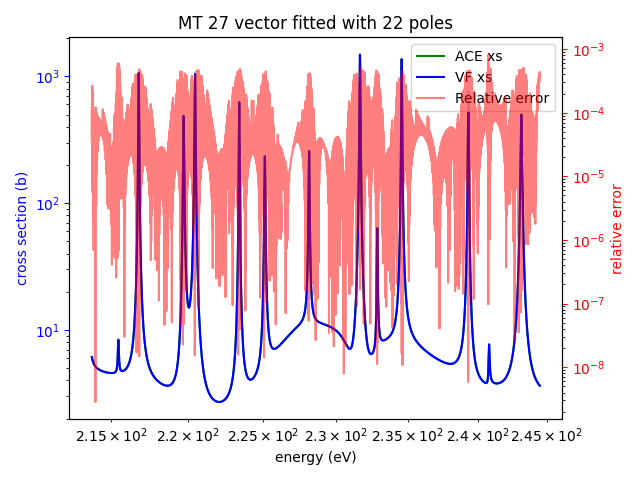 MT 27 vector fitted with 22 poles
ACE xs
VF xs
Relative error
cross section (b)
10³
10²
10¹
relative error
10⁻³
10⁻⁴
10⁻⁵
10⁻⁶
10⁻⁷
10⁻⁸
2.15 × 10² 2.2 × 10² 2.25 × 10² 2.3 × 10² 2.35 × 10² 2.4 × 10² 2.45 × 10²
energy (eV)